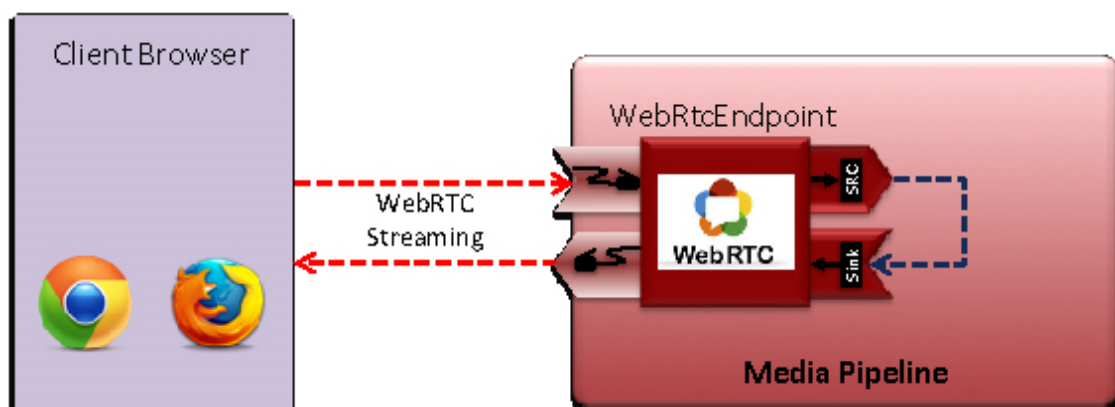 Client Browser
WebRtcEndpoint
SRC
WebRTC
Streaming
WebRTC
Sink
Media Pipeline